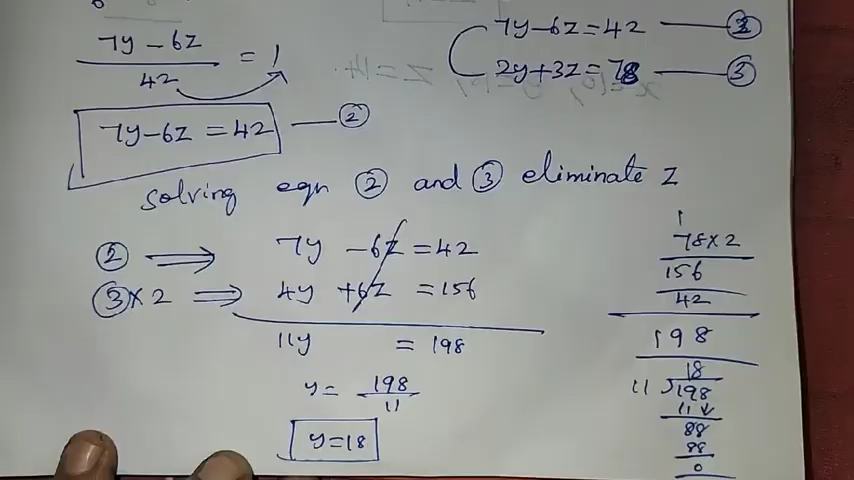 7y - 6z / 42 = 1
7y - 6z = 42 — ②
7y - 6z = 42 — ②
2y + 3z = 78 — ③
solving eqn ② and ③ eliminate z
② ⟹ 7y - 6z = 42
③ × 2 ⟹ 4y + 6z = 156
11y = 198
y = 198 / 11
y = 18
1
78 × 2
156
42
198
18
11 ) 198
11 ↓
88
88
0